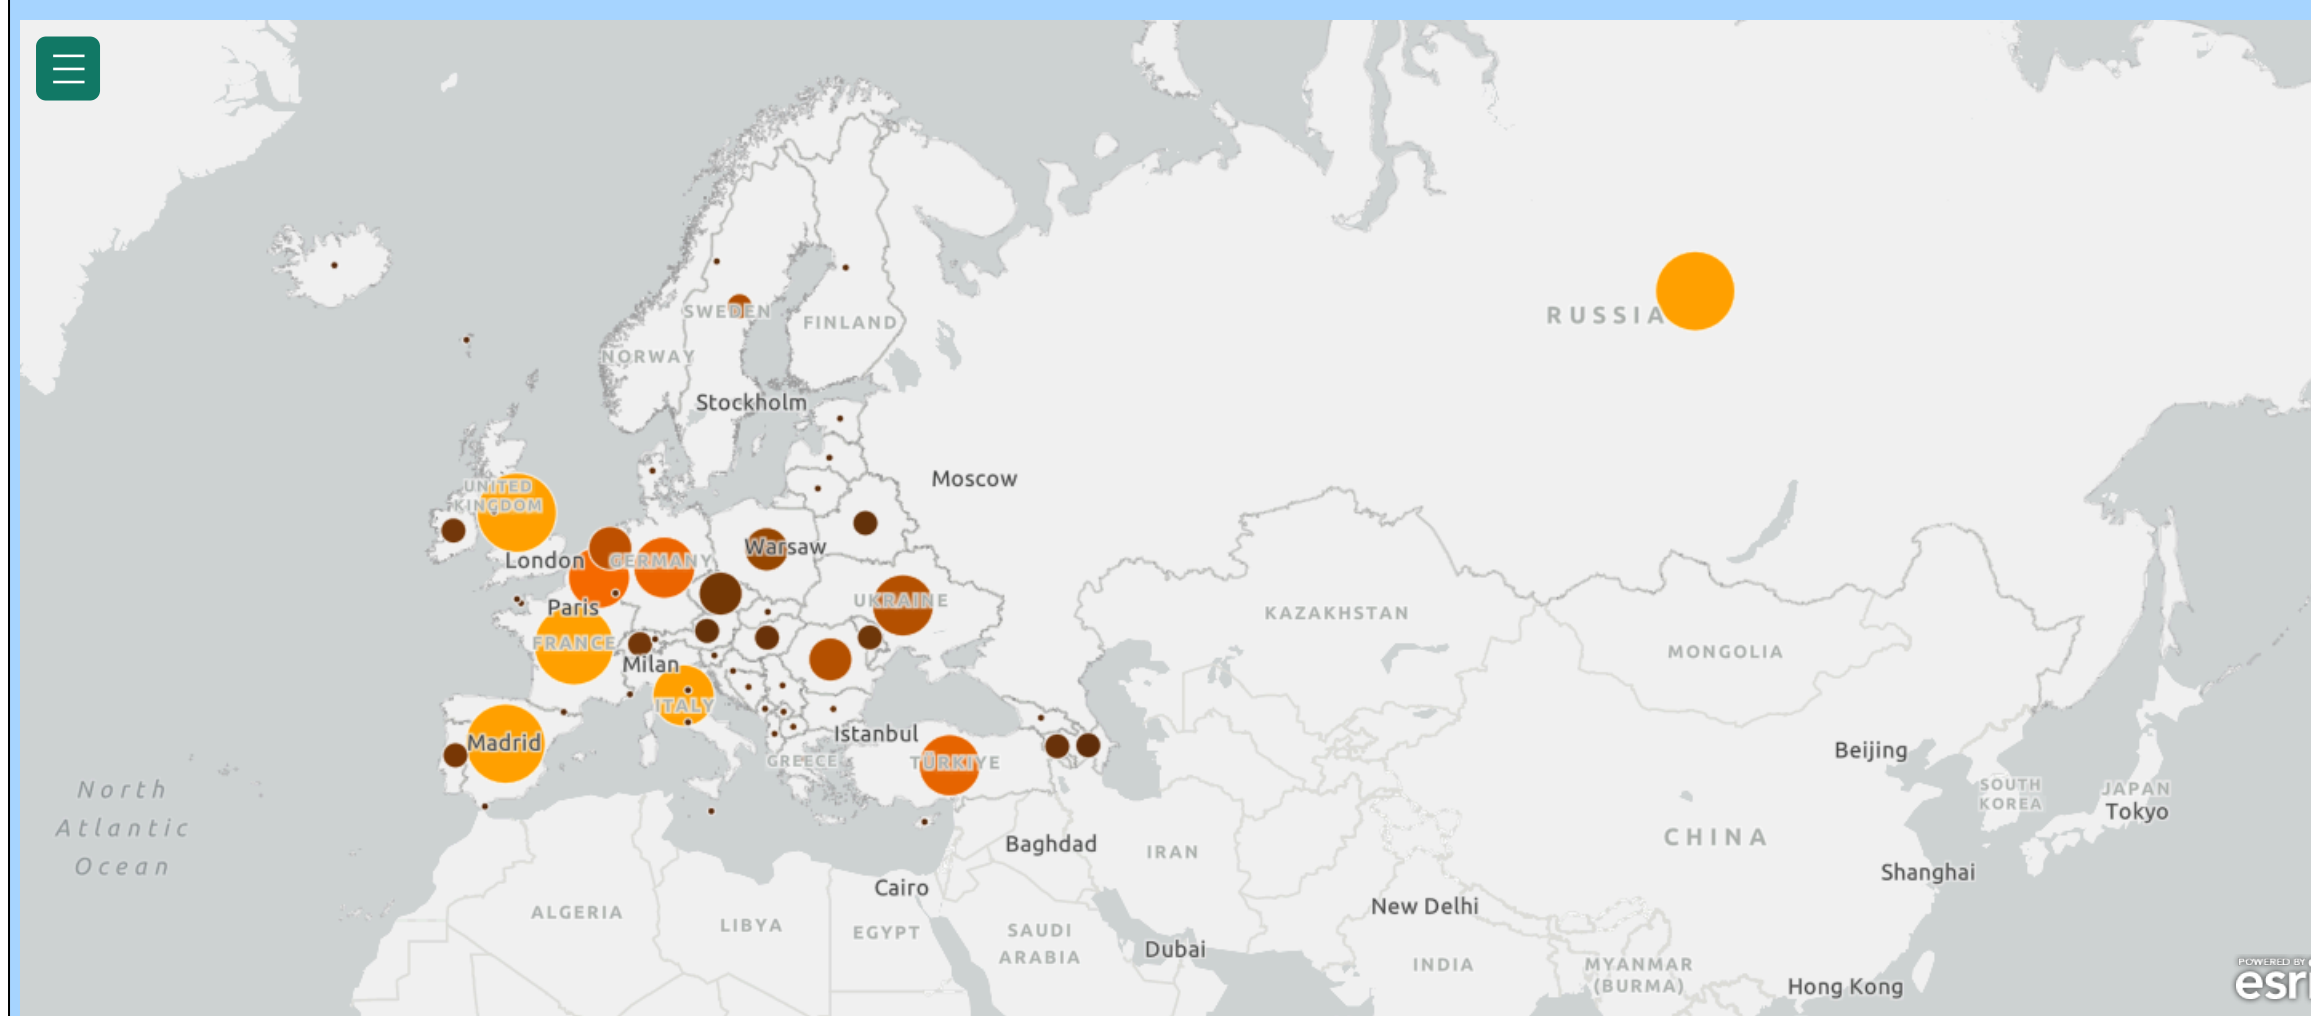 SWEDEN
FINLAND
NORWAY
RUSSIA
Stockholm
Moscow
UNITED
KINGDOM
London
GERMANY
Warsaw
Paris
UKRAINE
KAZAKHSTAN
FRANCE
Milan
MONGOLIA
ITALY
Madrid
Istanbul
GREECE
TÜRKIYE
Beijing
North
Atlantic
Ocean
SOUTH
KOREA
JAPAN
Tokyo
Baghdad
IRAN
CHINA
Shanghai
Cairo
ALGERIA
LIBYA
EGYPT
New Delhi
SAUDI
ARABIA
Dubai
INDIA
MYANMAR
(BURMA)
Hong Kong
POWERED BY
esri